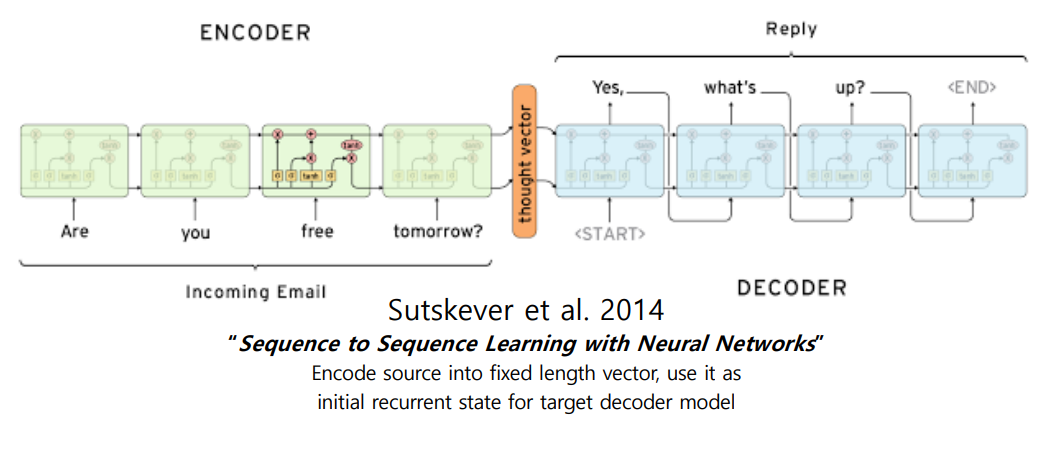 ENCODER
Reply
Yes, what's up? <END>
x + tanh x
σ σ tanh σ
thought vector
Are you free tomorrow? <START>
Incoming Email
DECODER
Sutskever et al. 2014
"Sequence to Sequence Learning with Neural Networks"
Encode source into fixed length vector, use it as
initial recurrent state for target decoder model